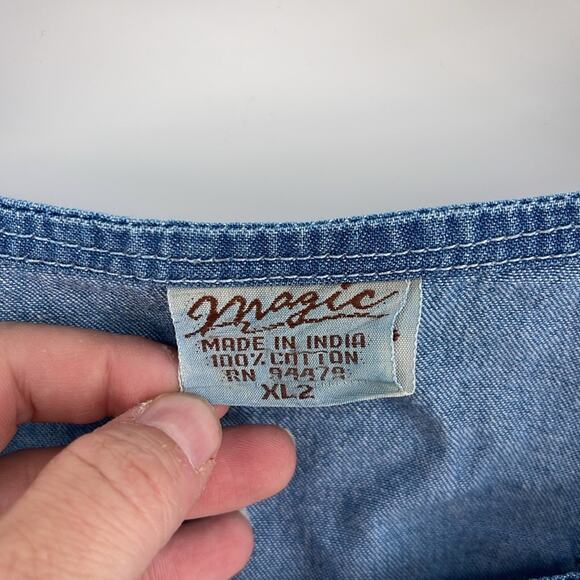 Magic
MADE IN INDIA
100% COTTON
RN 94479
XL2